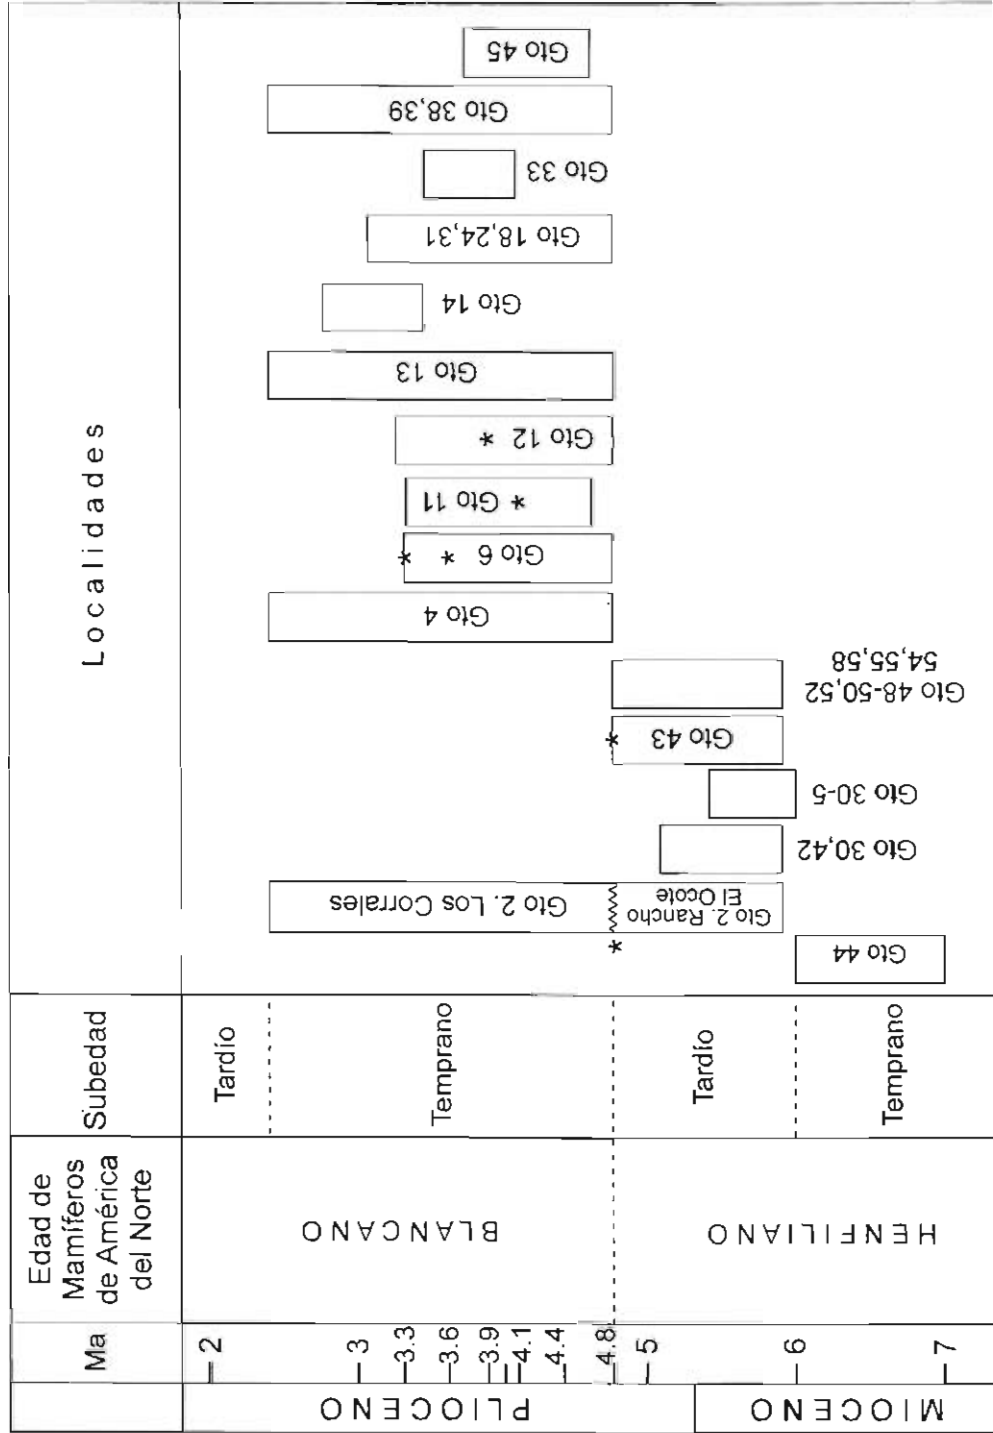 Ma
Edad de
Mamíferos
de América
del Norte
Subedad
Localidades
PLIOCENO
MIOCENO
2
3
3.3
3.6
3.9
4.1
4.4
4.8
5
6
7
BLANCANO
HENFILIANO
Tardío
Temprano
Tardío
Temprano
Gto 44
*
Gto 2. Los Corrales
Gto 2. Rancho
El Ocote
Gto 30,42
Gto 30-5
Gto 43 *
Gto 48-50,52
54,55,58
Gto 4
Gto 6 * *
* Gto 11
Gto 12 *
Gto 13
Gto 14
Gto 18,24,31
Gto 33
Gto 38,39
Gto 45